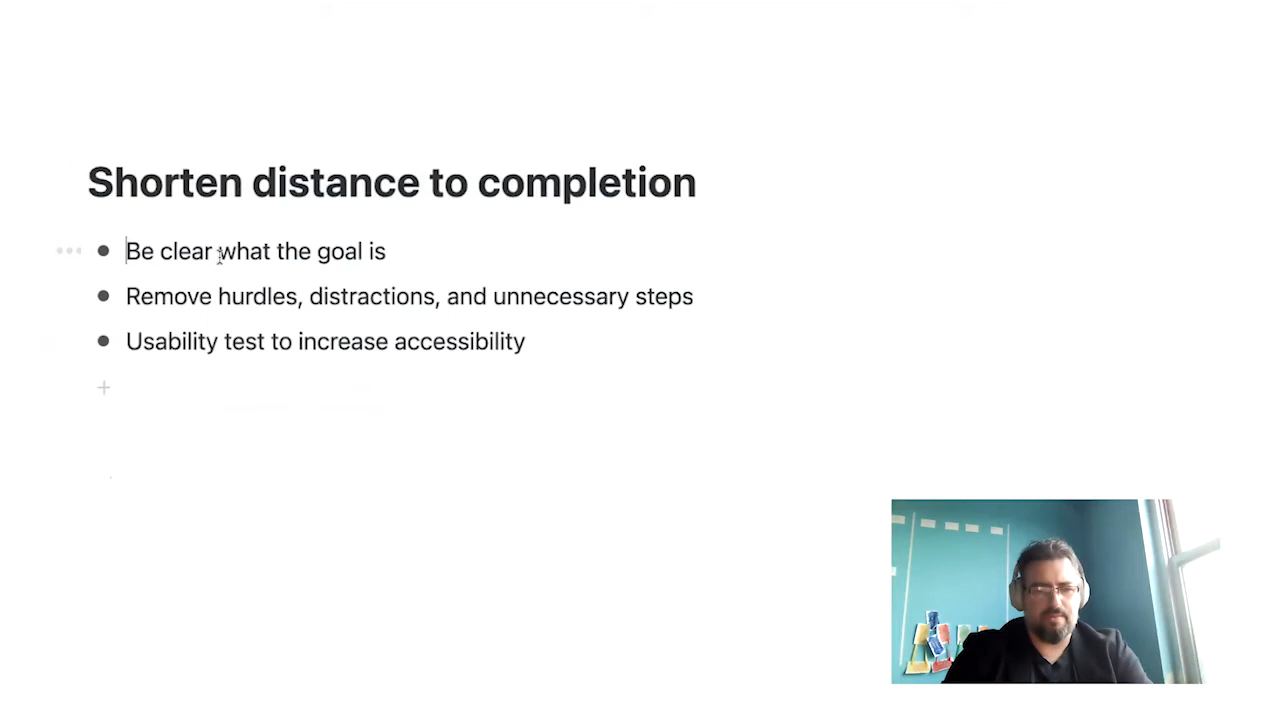 Shorten distance to completion
Be clear what the goal is
Remove hurdles, distractions, and unnecessary steps
Usability test to increase accessibility